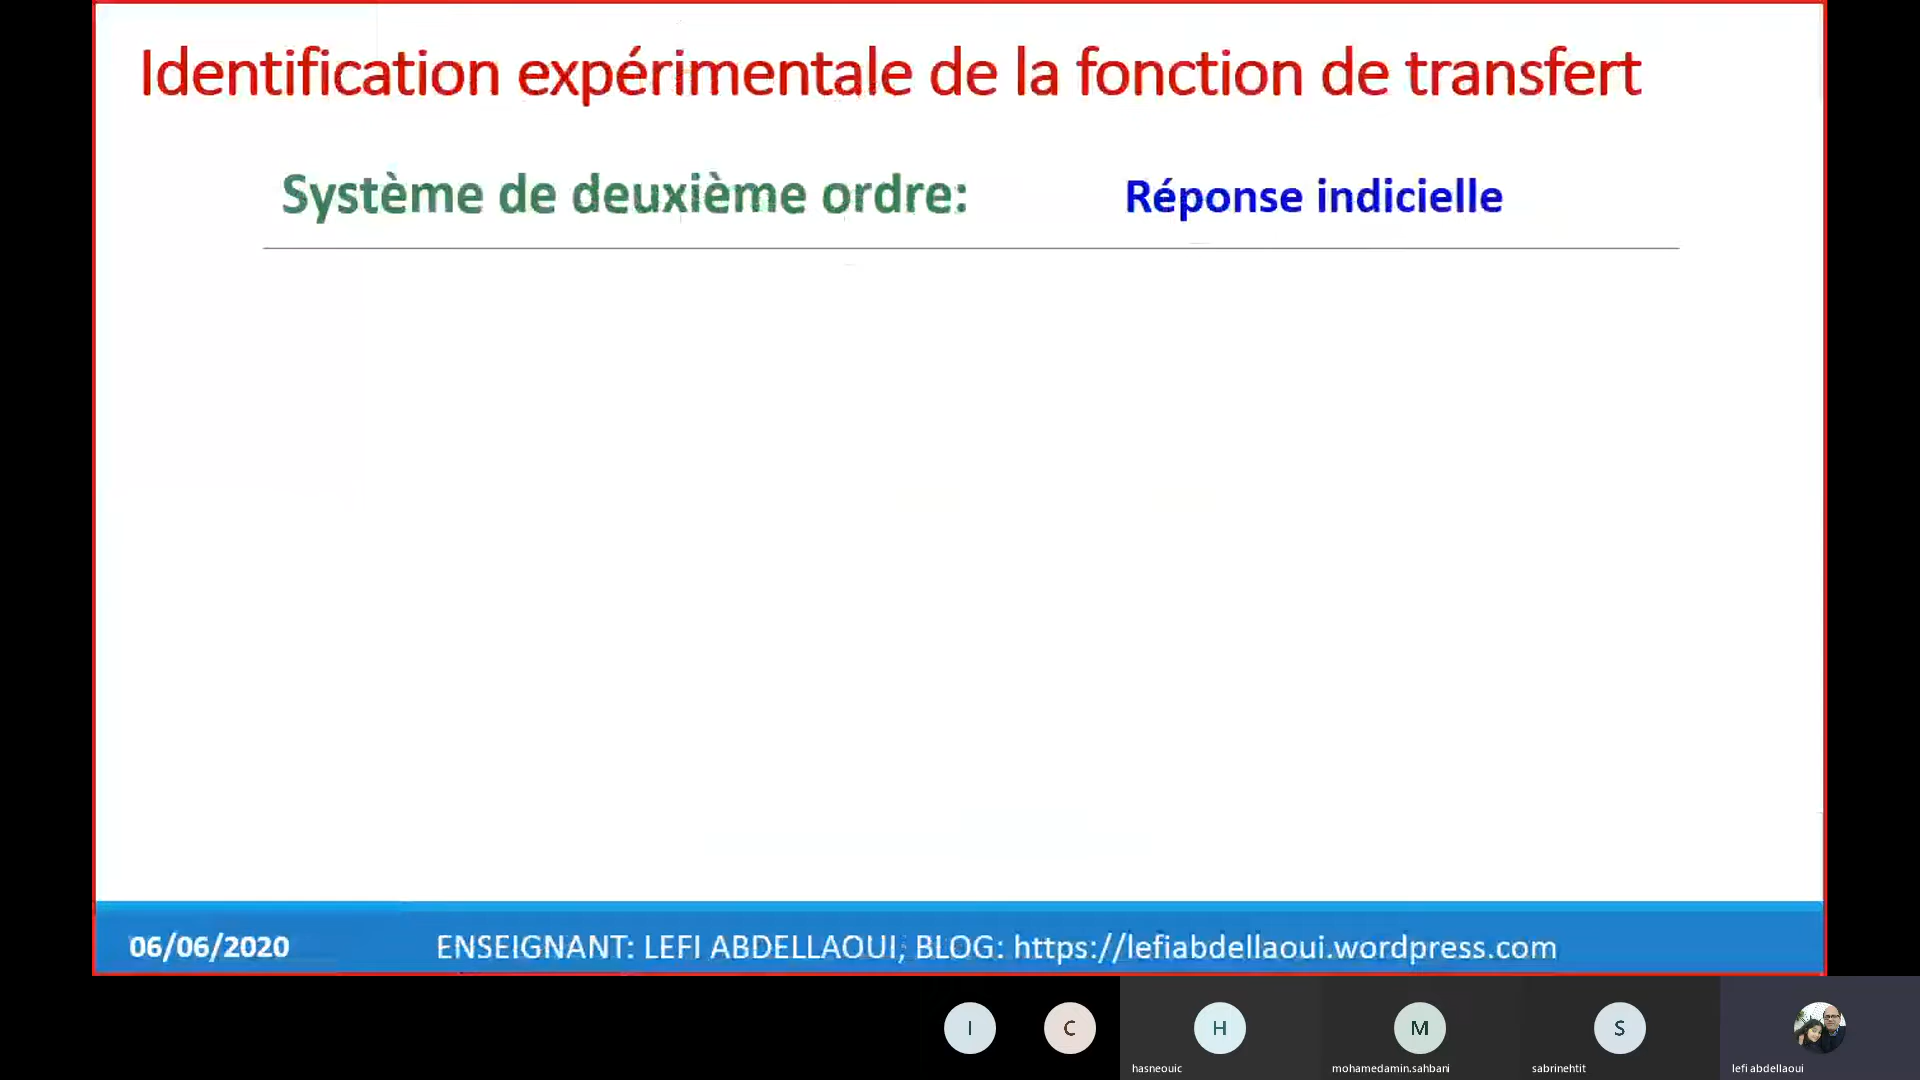 Identification expérimentale de la fonction de transfert
Système de deuxième ordre: Réponse indicielle
06/06/2020 ENSEIGNANT: LEFI ABDELLAOUI, BLOG: https://lefiabdellaoui.wordpress.com
I C H M S
hasneouic mohamedamin.sahbani sabrinehtit lefi abdellaoui